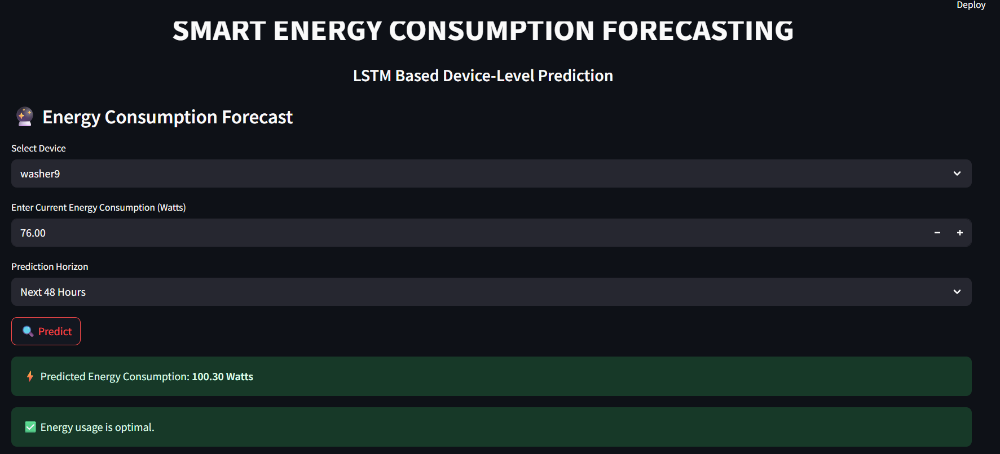 Deploy
SMART ENERGY CONSUMPTION FORECASTING
LSTM Based Device-Level Prediction
Energy Consumption Forecast
Select Device
washer9
Enter Current Energy Consumption (Watts)
76.00
Prediction Horizon
Next 48 Hours
Predict
Predicted Energy Consumption: 100.30 Watts
Energy usage is optimal.